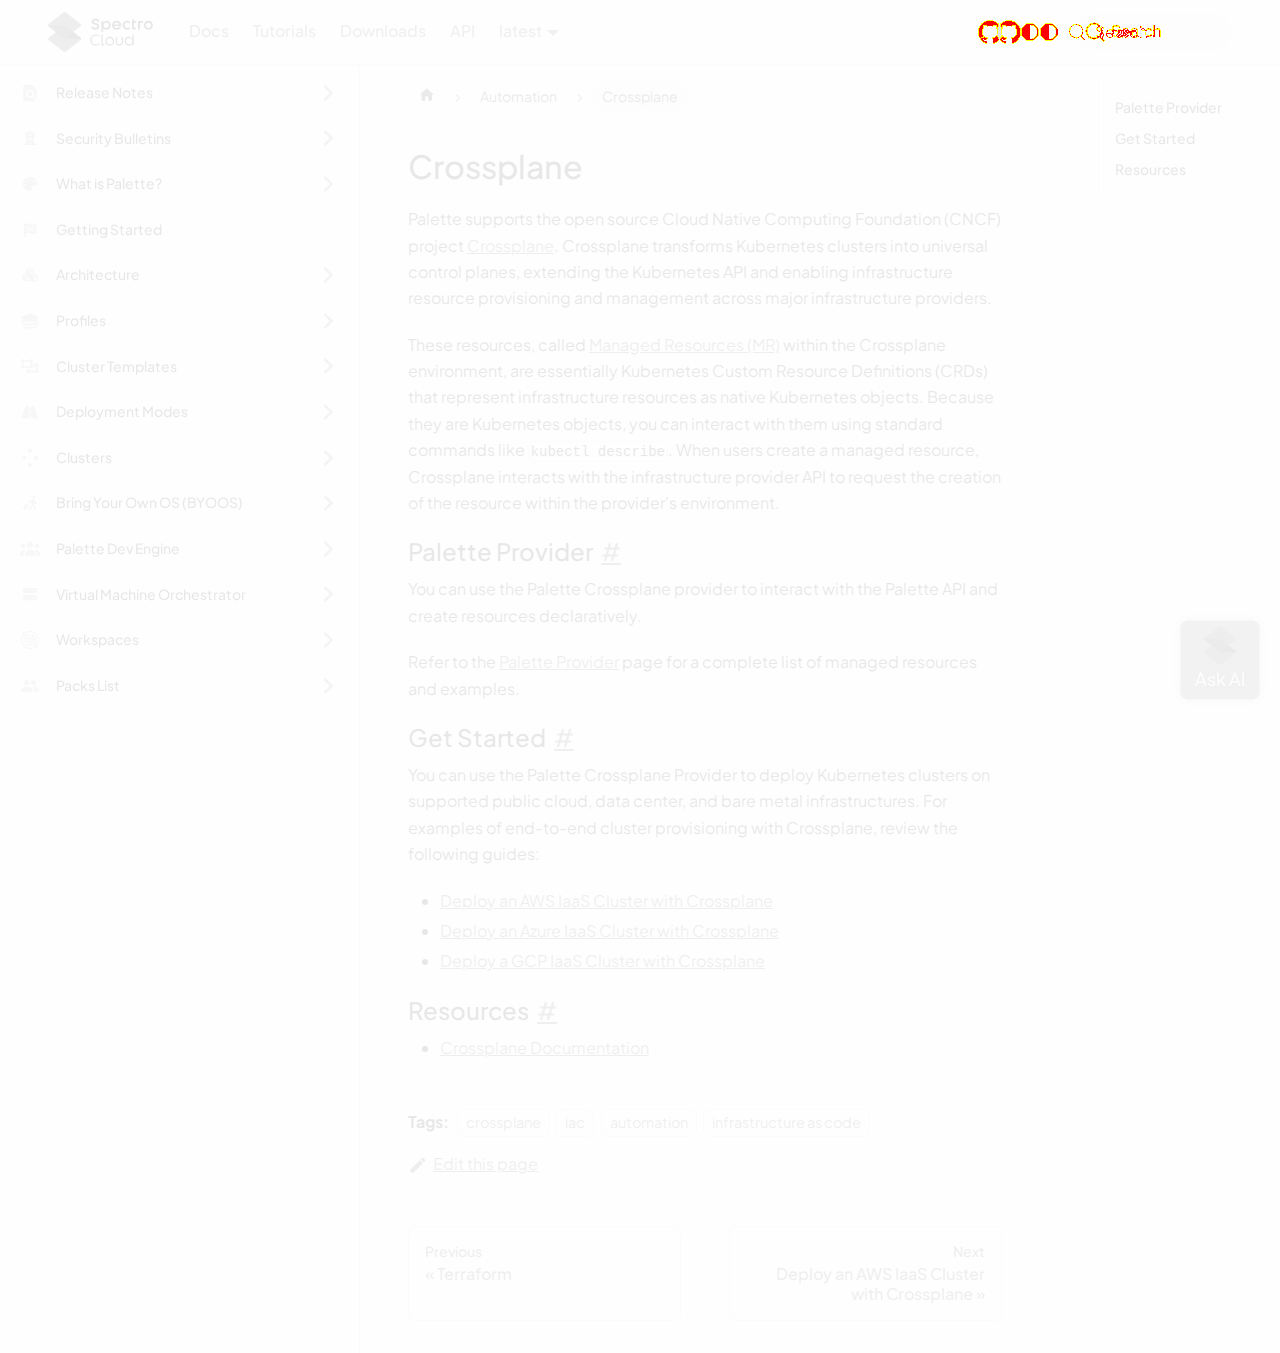 Spectro
Cloud
Docs
Tutorials
Downloads
API
latest
Search
Release Notes
Security Bulletins
What is Palette?
Getting Started
Architecture
Profiles
Cluster Templates
Deployment Modes
Clusters
Bring Your Own OS (BYOOS)
Palette Dev Engine
Virtual Machine Orchestrator
Workspaces
Packs List
Automation
Crossplane
Crossplane
Palette supports the open source Cloud Native Computing Foundation (CNCF)
project Crossplane. Crossplane transforms Kubernetes clusters into universal
control planes, extending the Kubernetes API and enabling infrastructure
resource provisioning and management across major infrastructure providers.
These resources, called Managed Resources (MR) within the Crossplane
environment, are essentially Kubernetes Custom Resource Definitions (CRDs)
that represent infrastructure resources as native Kubernetes objects. Because
they are Kubernetes objects, you can interact with them using standard
commands like kubectl describe. When users create a managed resource,
Crossplane interacts with the infrastructure provider API to request the creation
of the resource within the provider's environment.
Palette Provider #
You can use the Palette Crossplane provider to interact with the Palette API and
create resources declaratively.
Refer to the Palette Provider page for a complete list of managed resources
and examples.
Get Started #
You can use the Palette Crossplane Provider to deploy Kubernetes clusters on
supported public cloud, data center, and bare metal infrastructures. For
examples of end-to-end cluster provisioning with Crossplane, review the
following guides:
Deploy an AWS IaaS Cluster with Crossplane
Deploy an Azure IaaS Cluster with Crossplane
Deploy a GCP IaaS Cluster with Crossplane
Resources #
Crossplane Documentation
Tags: crossplane iac automation infrastructure as code
Edit this page
Previous
« Terraform
Next
Deploy an AWS IaaS Cluster
with Crossplane »
Palette Provider
Get Started
Resources
Ask AI